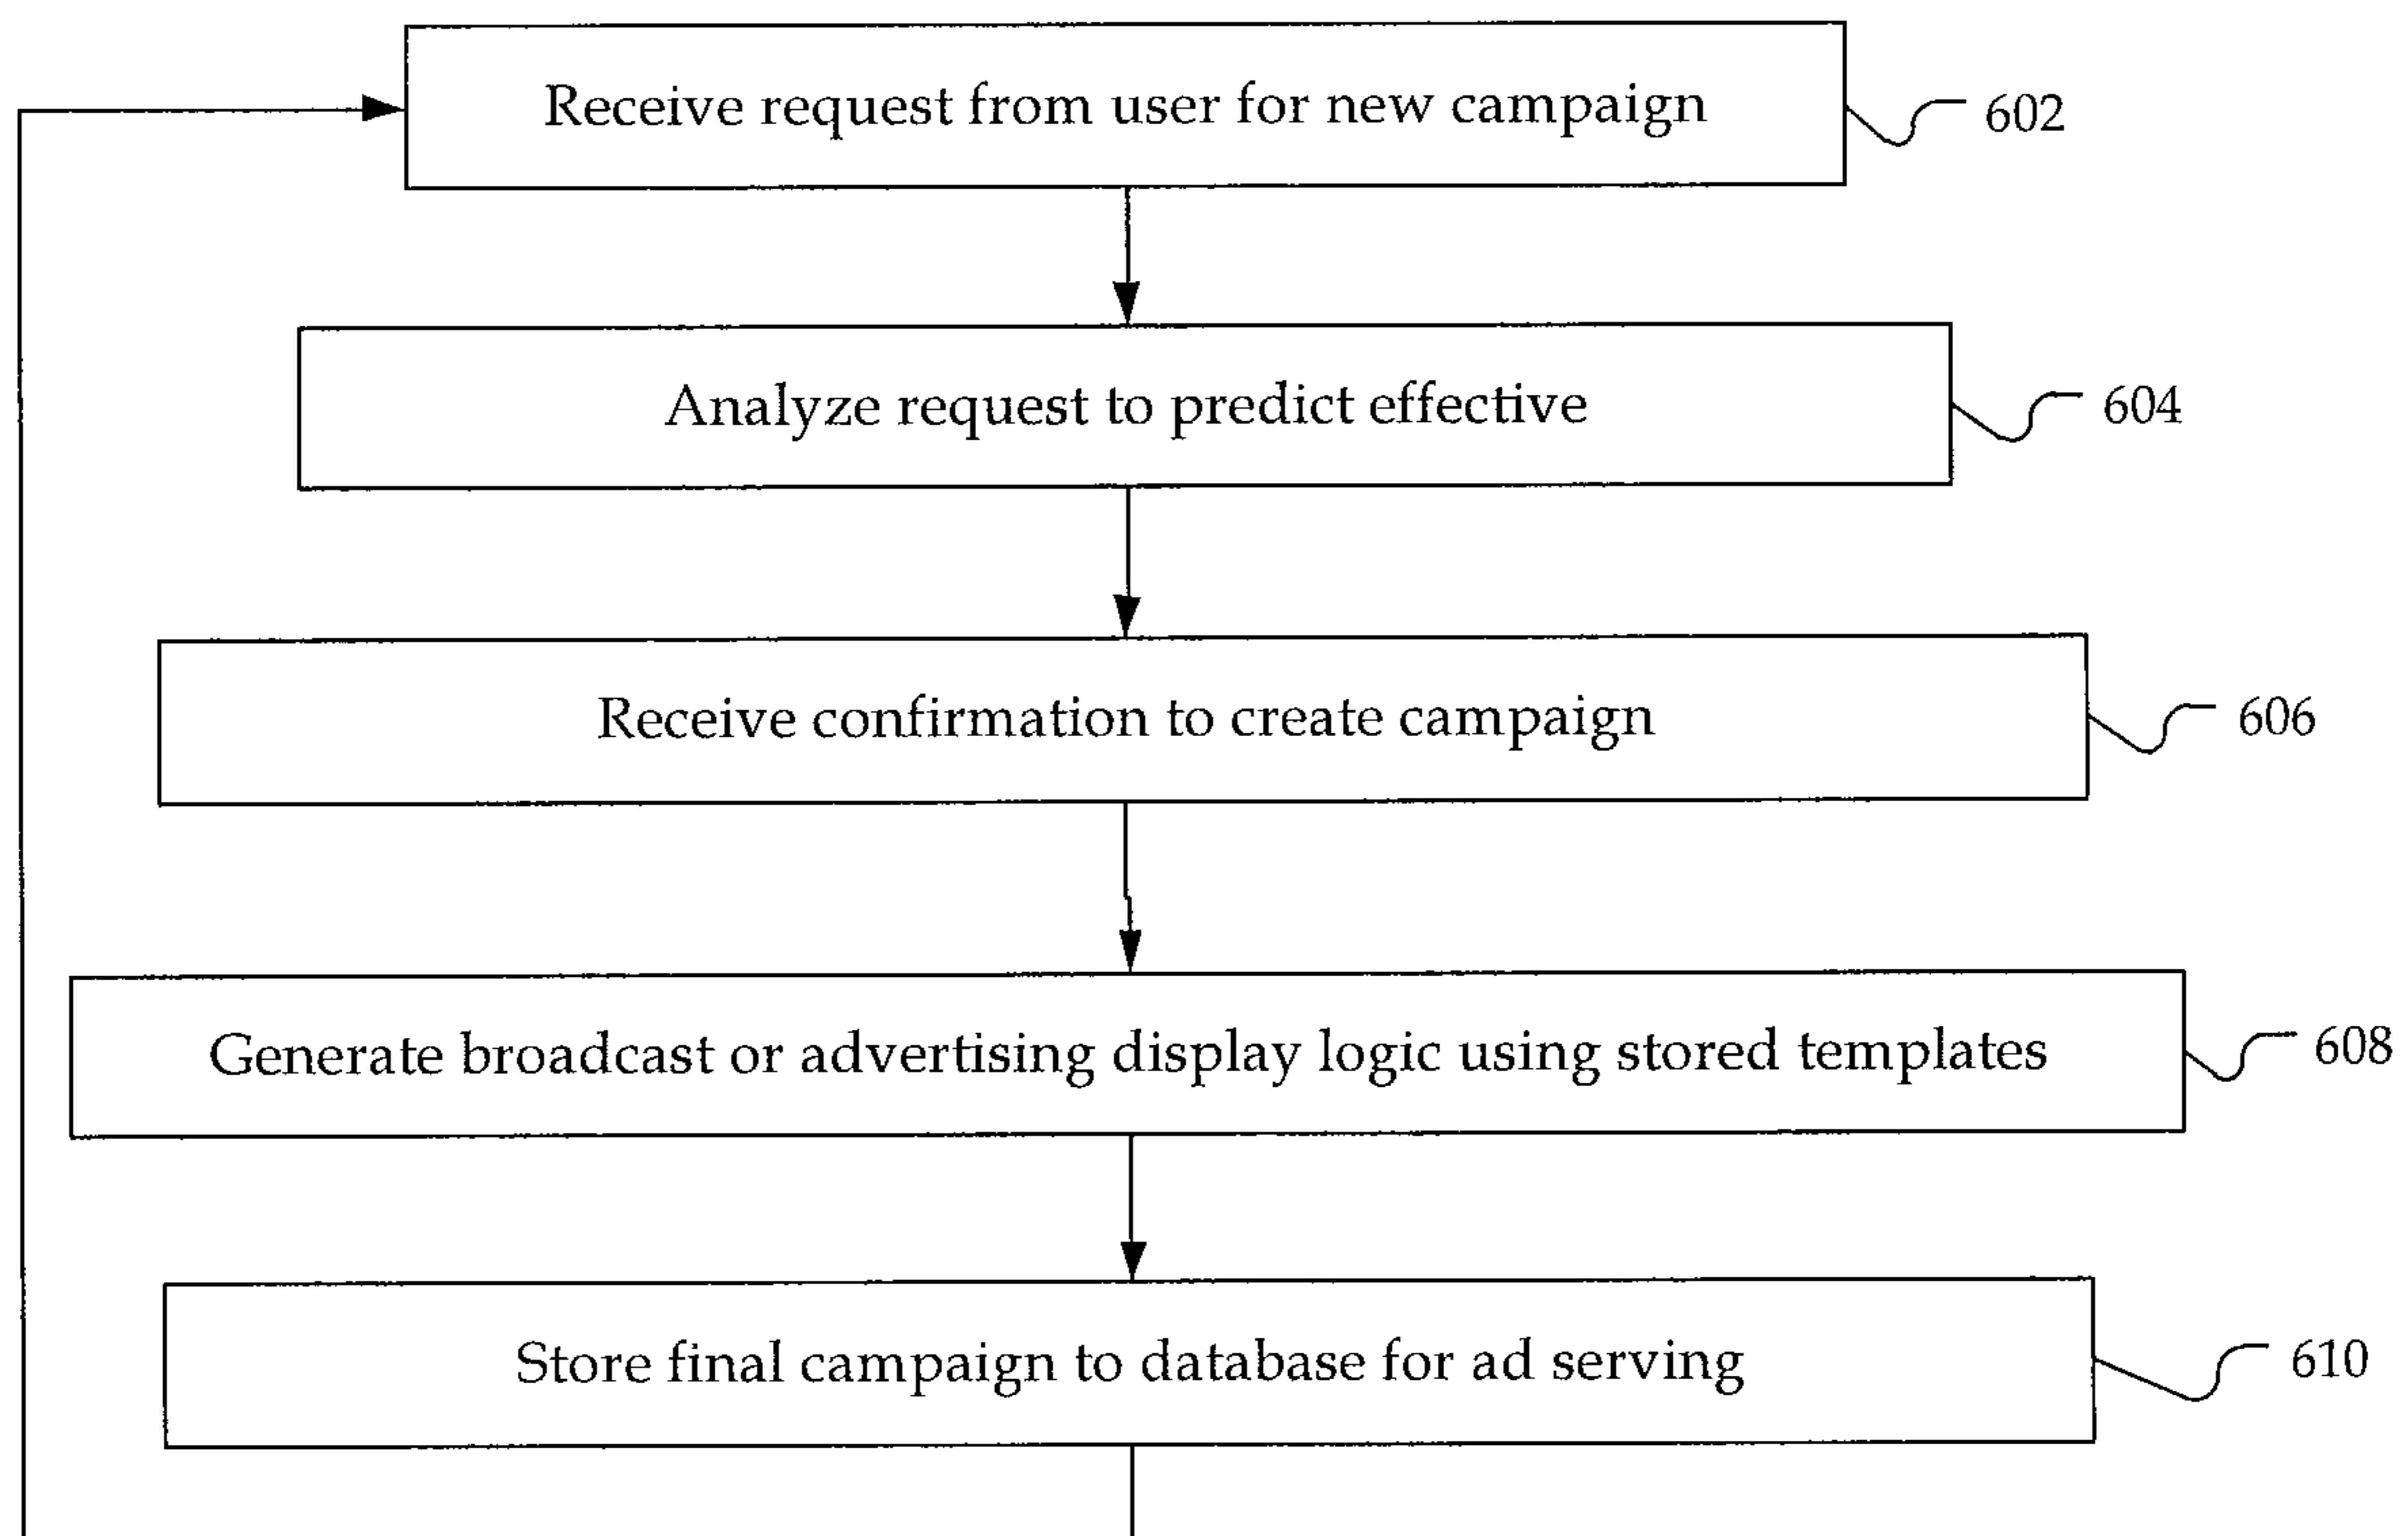 Receive request from user for new campaign
602
Analyze request to predict effective
604
Receive confirmation to create campaign
606
Generate broadcast or advertising display logic using stored templates
608
Store final campaign to database for ad serving
610